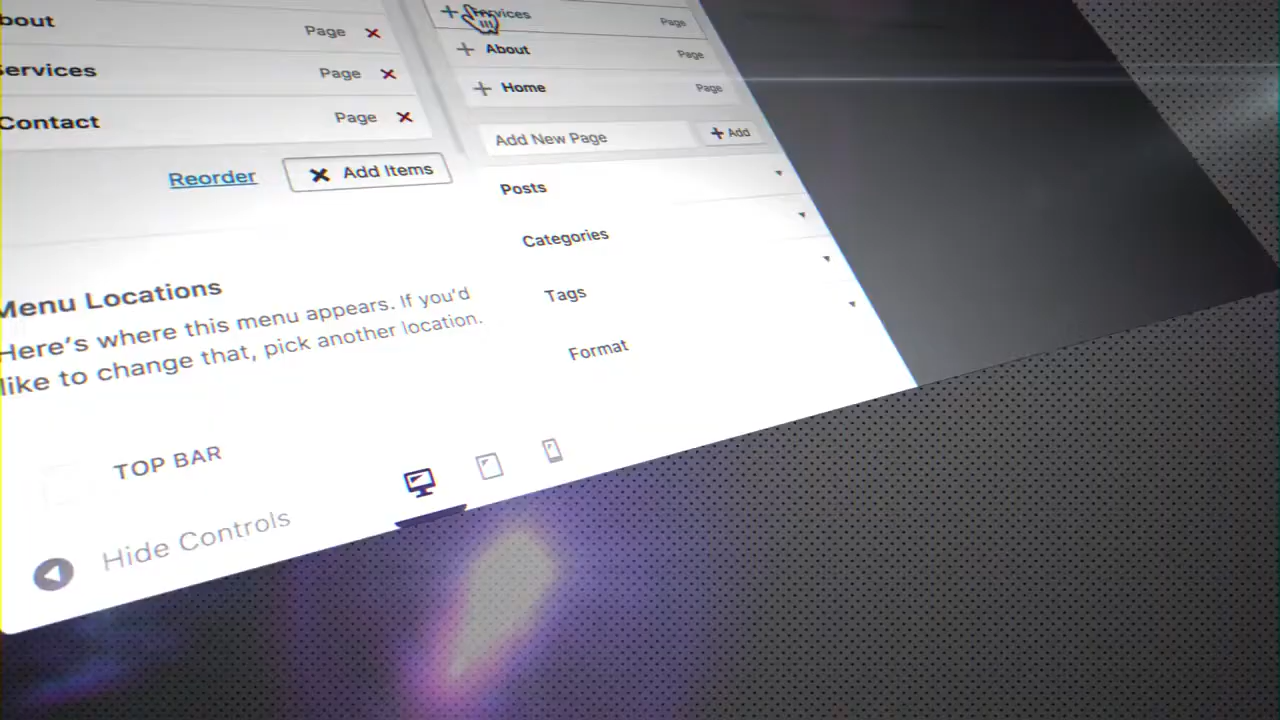 bout Page
ervices Page
Contact Page
Reorder Add Items
Menu Locations
Here's where this menu appears. If you'd
like to change that, pick another location.
TOP BAR
Hide Controls
Services Page
About Page
Home Page
Add New Page Add
Posts
Categories
Tags
Format